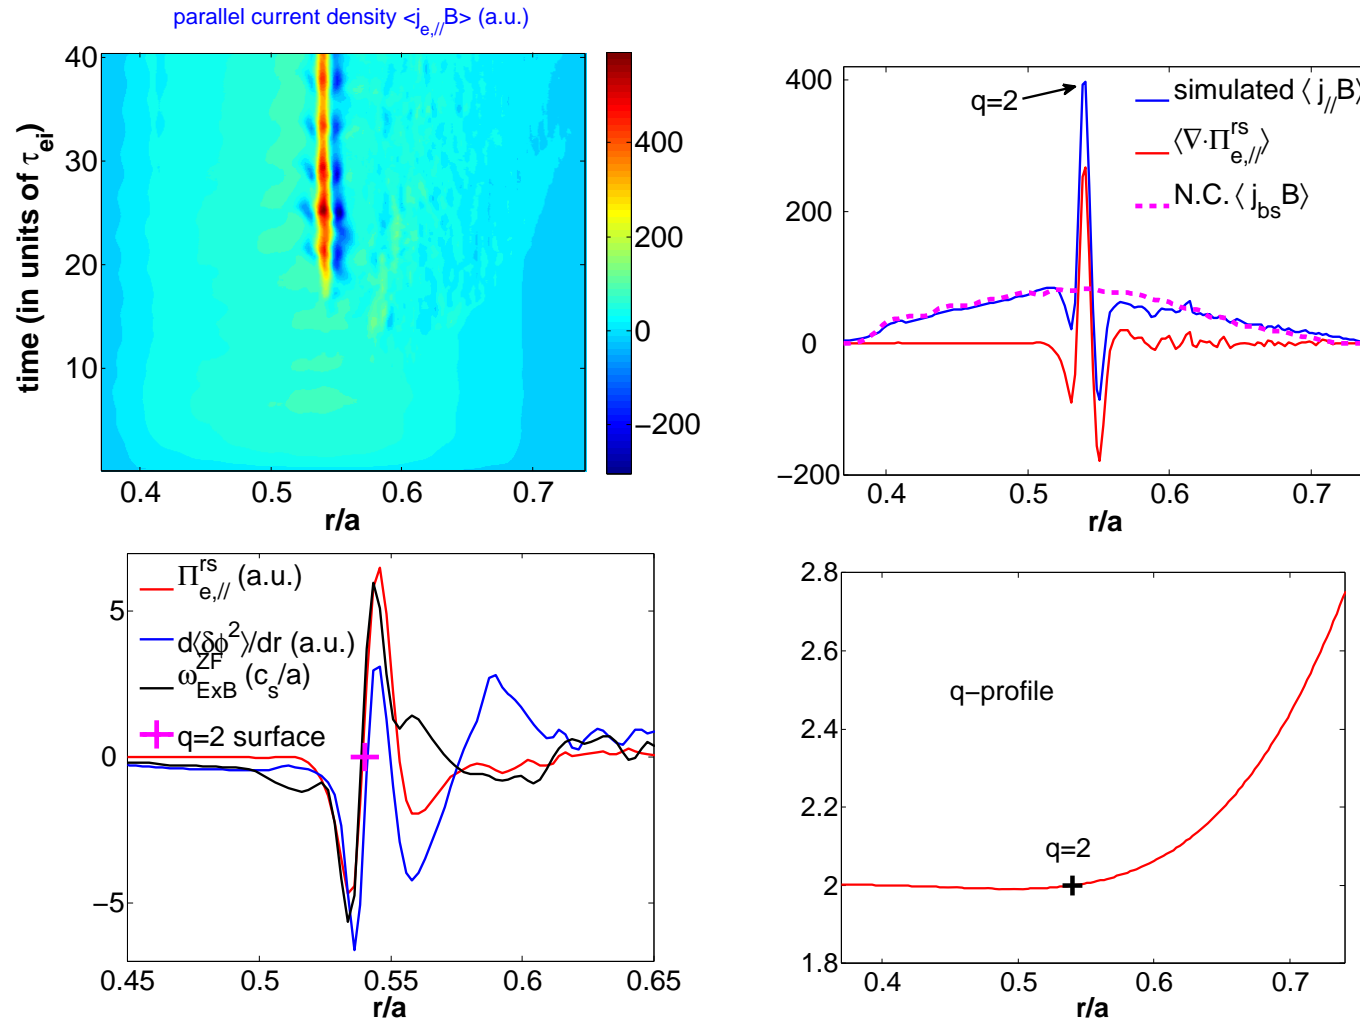 parallel current density <j_{e,//}B> (a.u.)
time (in units of τ_{ei})
40
30
20
10
0.4 0.5 0.6 0.7
r/a
400
200
0
−200
q=2
simulated ⟨ j_{//}B⟩
⟨∇·Π^{rs}_{e,//}⟩
N.C. ⟨ j_{bs}B⟩
400
200
0
−200
0.4 0.5 0.6 0.7
r/a
Π^{rs}_{e,//} (a.u.)
d⟨δϕ²⟩/dr (a.u.)
ω^{ZF}_{ExB} (c_s/a)
q=2 surface
5
0
−5
0.45 0.5 0.55 0.6 0.65
r/a
2.8
2.6
2.4
2.2
2
1.8
q−profile
q=2
0.4 0.5 0.6 0.7
r/a